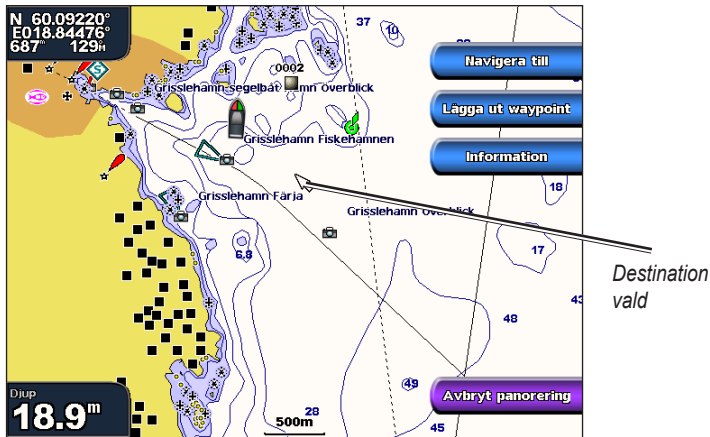 N 60.09220°
E018.84476°
687m 129°M
37
10
Navigera till
0002
Grisslehamn segelbåt
mn överblick
Lägga ut waypoint
Grisslehamn Fiskehamnen
Information
18
Grisslehamn Färja
Grisslehamn Överblick
6.8
17
Destination
vald
43
48
49
Djup
18.9m
Avbryt panorering
500m
28
45